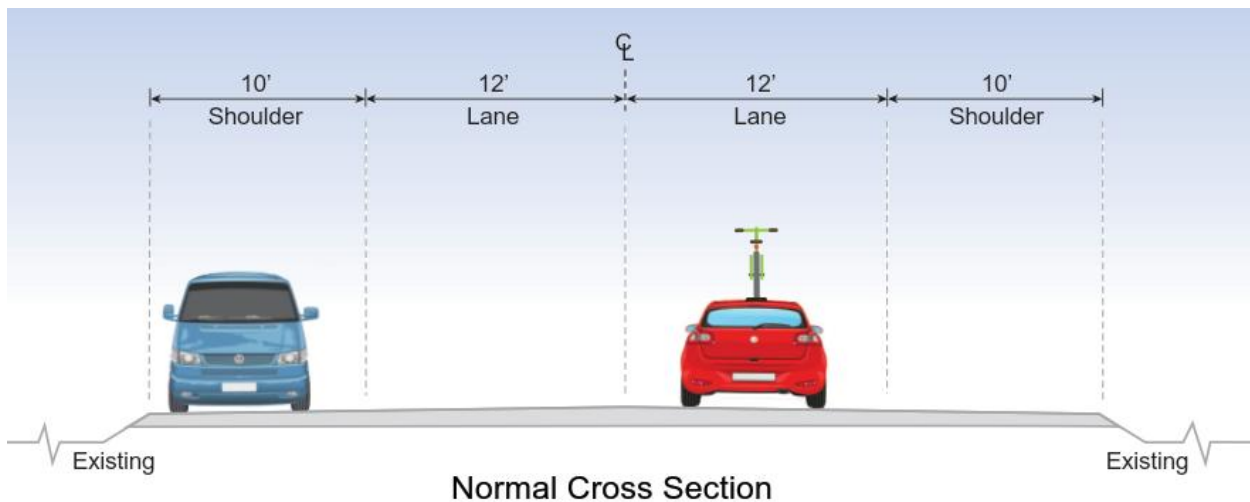 ℄
10’
12’
12’
10’
Shoulder
Lane
Lane
Shoulder
Existing
Existing
Normal Cross Section